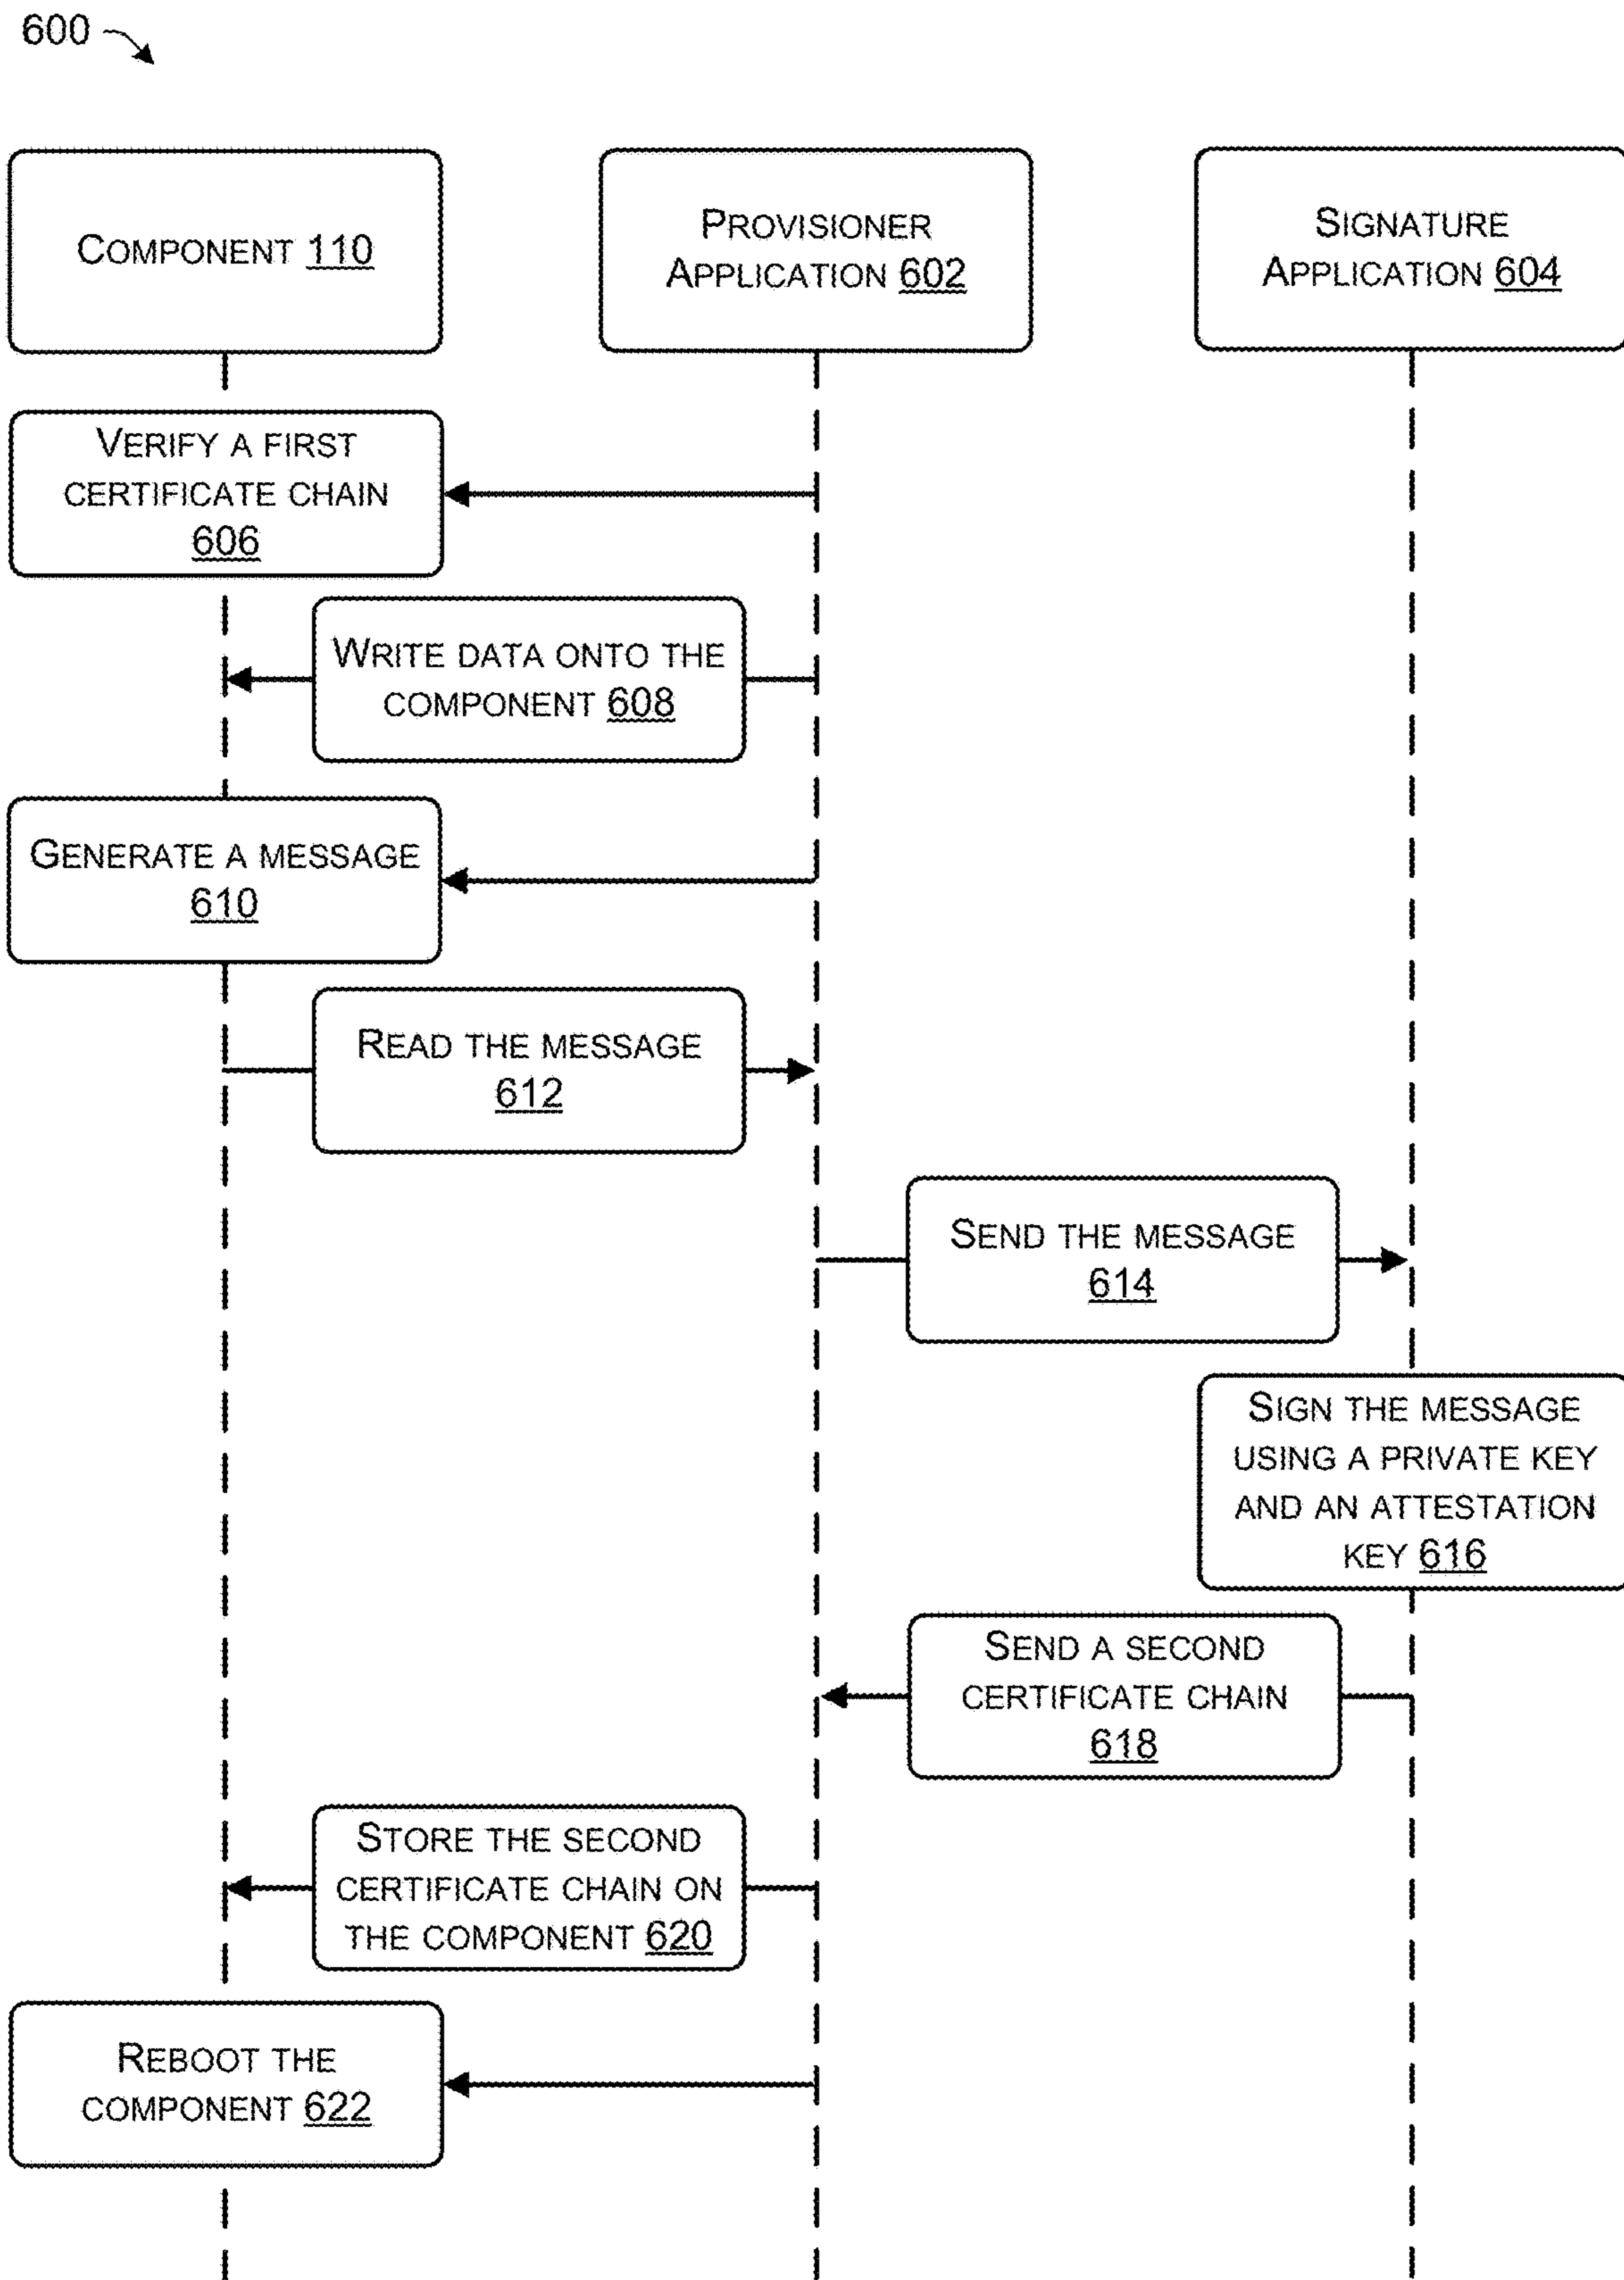 600
COMPONENT 110
PROVISIONER
APPLICATION 602
SIGNATURE
APPLICATION 604
VERIFY A FIRST
CERTIFICATE CHAIN
606
WRITE DATA ONTO THE
COMPONENT 608
GENERATE A MESSAGE
610
READ THE MESSAGE
612
SEND THE MESSAGE
614
SIGN THE MESSAGE
USING A PRIVATE KEY
AND AN ATTESTATION
KEY 616
SEND A SECOND
CERTIFICATE CHAIN
618
STORE THE SECOND
CERTIFICATE CHAIN ON
THE COMPONENT 620
REBOOT THE
COMPONENT 622